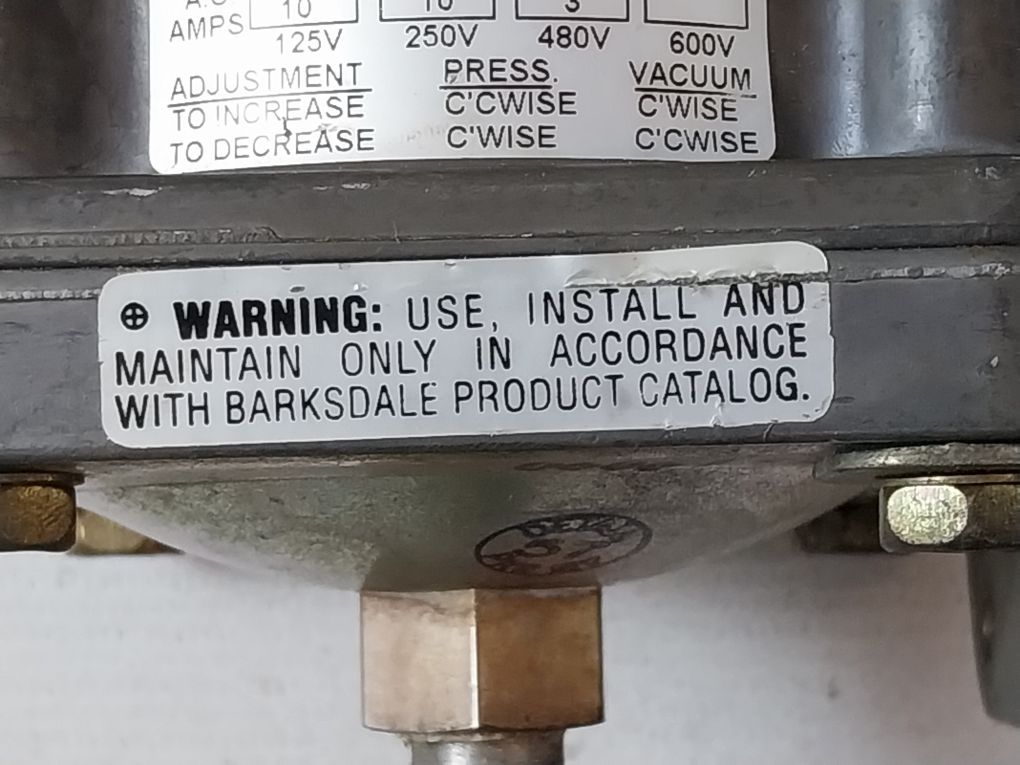 AMPS 10 10 3
125V 250V 480V 600V
ADJUSTMENT PRESS. VACUUM
TO INCREASE C'CWISE C'WISE
TO DECREASE C'WISE C'CWISE
⊕ WARNING: USE, INSTALL AND
MAINTAIN ONLY IN ACCORDANCE
WITH BARKSDALE PRODUCT CATALOG.